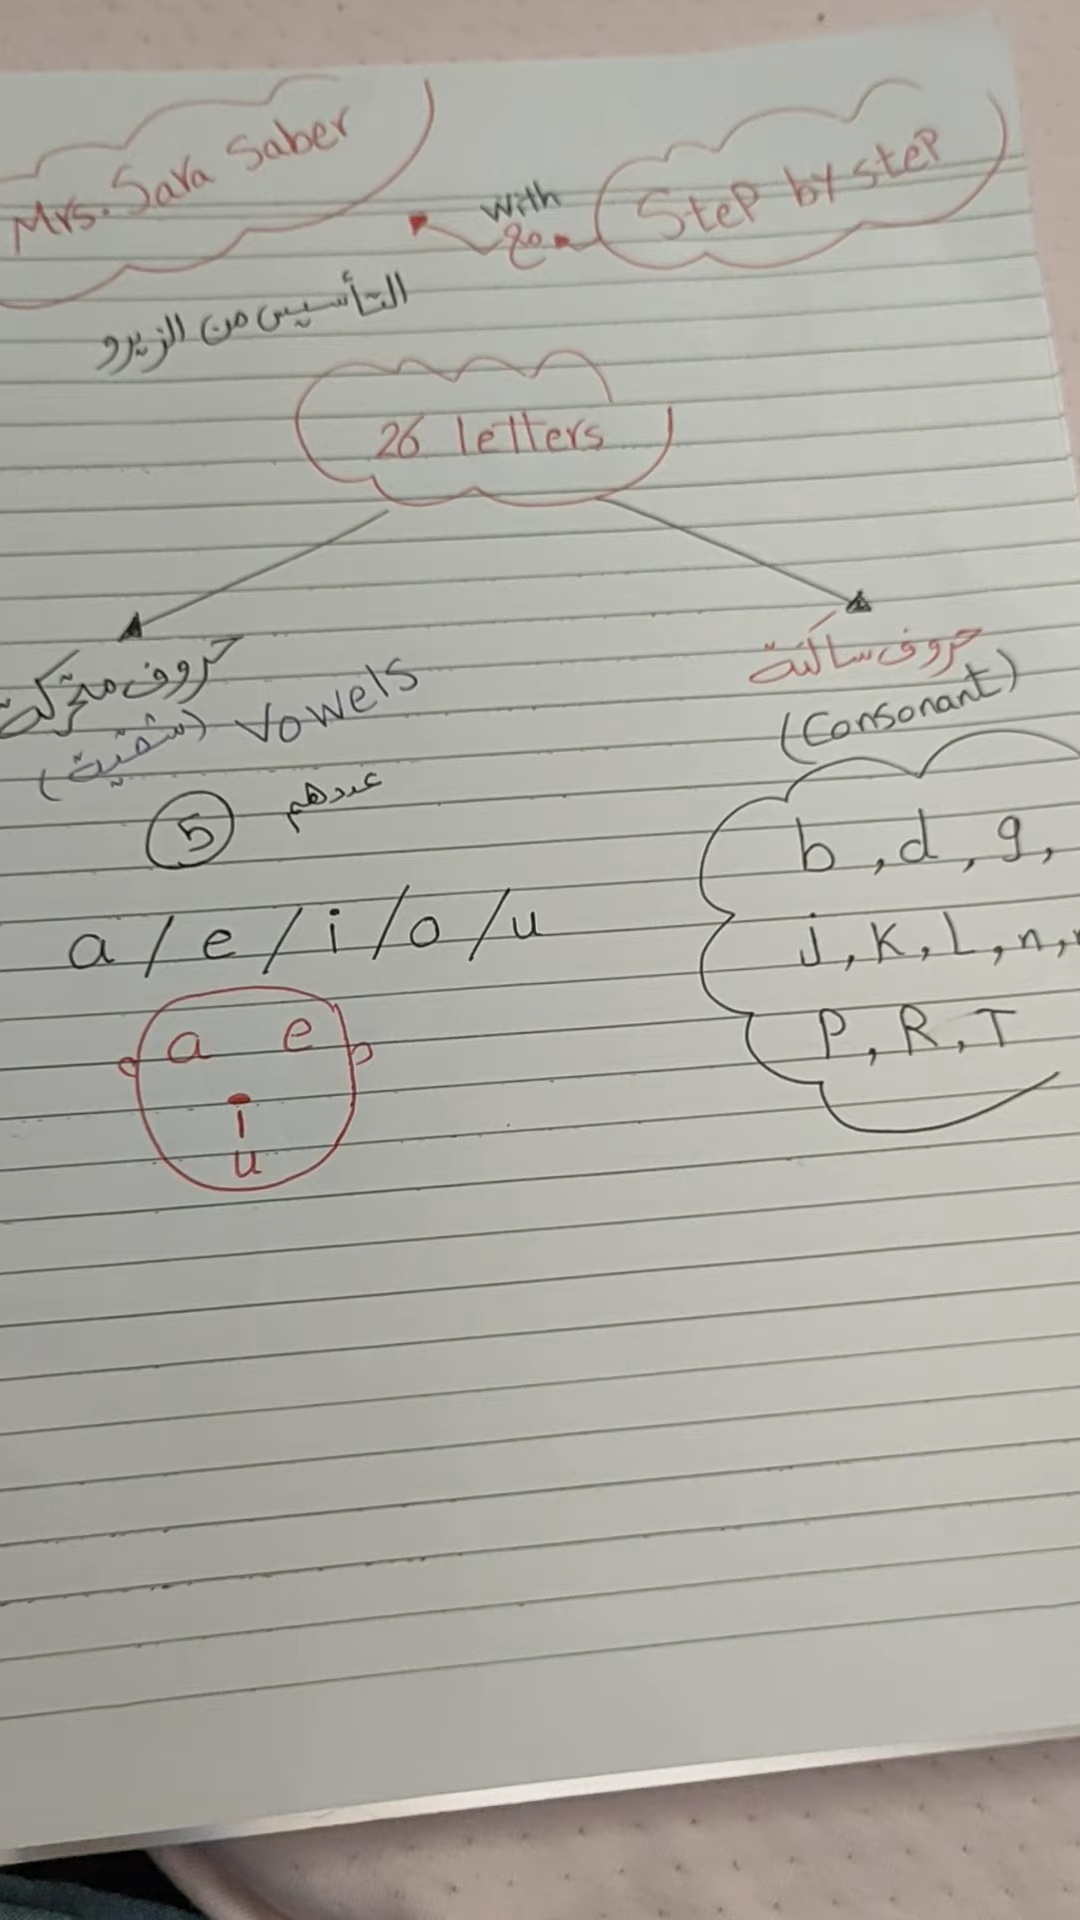 Mrs. Sara Saber
with
مع
Step by step
التأسيس من الزيرو
26 letters
حروف متحركة
(شفية) Vowels
5 عددهم
a / e / i / o / u
a e
i
u
حروف ساكنة
(Consonant)
b , d , g ,
j , K , L , n ,
P , R , T